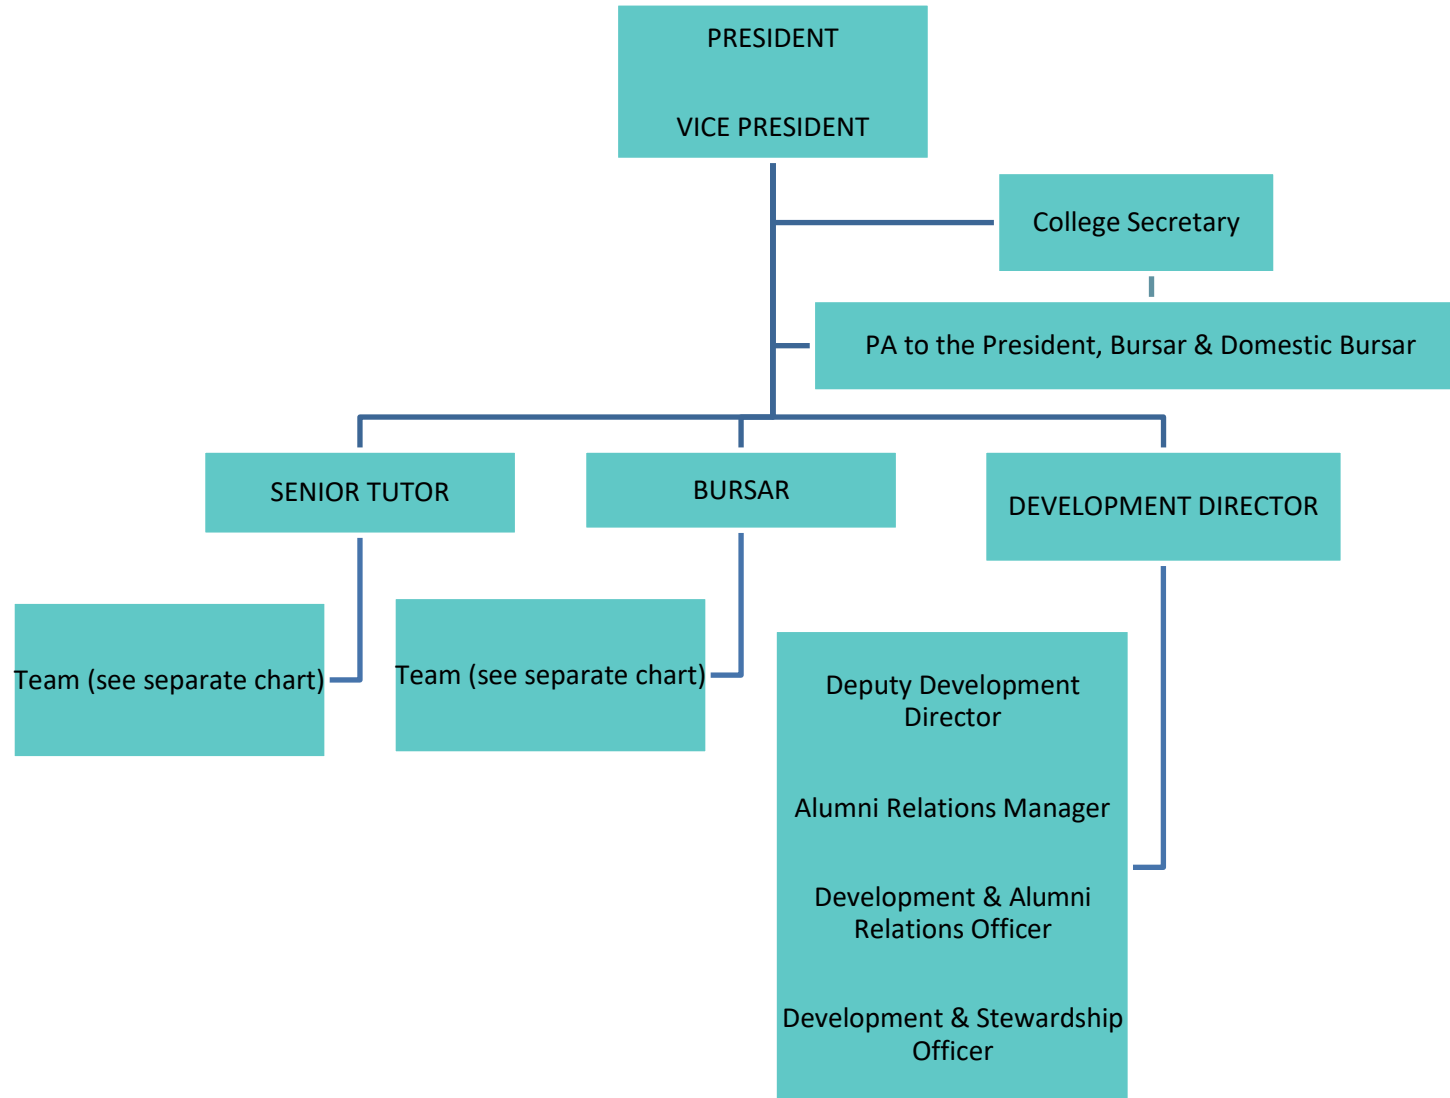 PRESIDENT
VICE PRESIDENT
College Secretary
PA to the President, Bursar & Domestic Bursar
SENIOR TUTOR
BURSAR
DEVELOPMENT DIRECTOR
Team (see separate chart)
Team (see separate chart)
Deputy Development
Director
Alumni Relations Manager
Development & Alumni
Relations Officer
Development & Stewardship
Officer